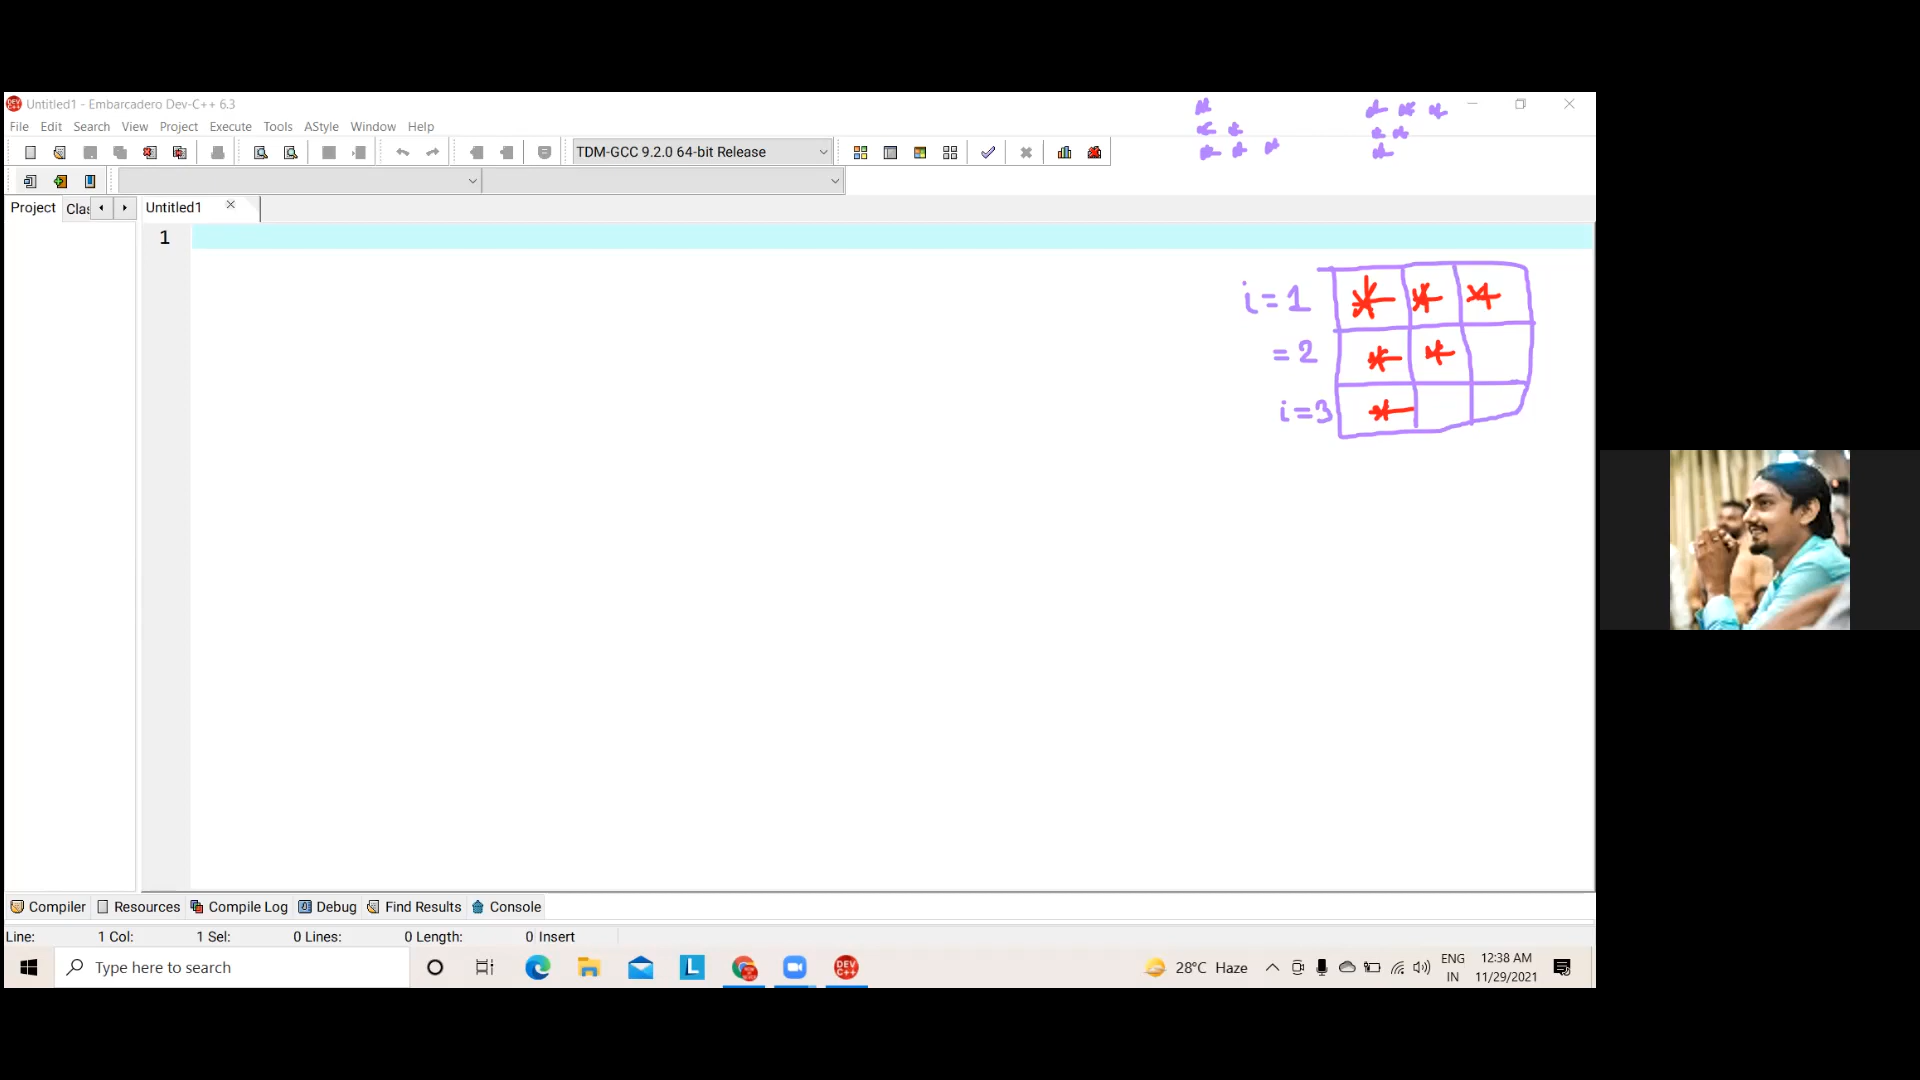 Untitled1 - Embarcadero Dev-C++ 6.3
File Edit Search View Project Execute Tools AStyle Window Help
TDM-GCC 9.2.0 64-bit Release
Project Clas Untitled1
1
* * * *
* * * *
* * * *
i = 1 * * *
= 2 * *
i = 3 *
Compiler Resources Compile Log Debug Find Results Console
Line: 1 Col: 1 Sel: 0 Lines: 0 Length: 0 Insert
Type here to search
L
DEV C++
28°C Haze
ENG
IN
12:38 AM
11/29/2021